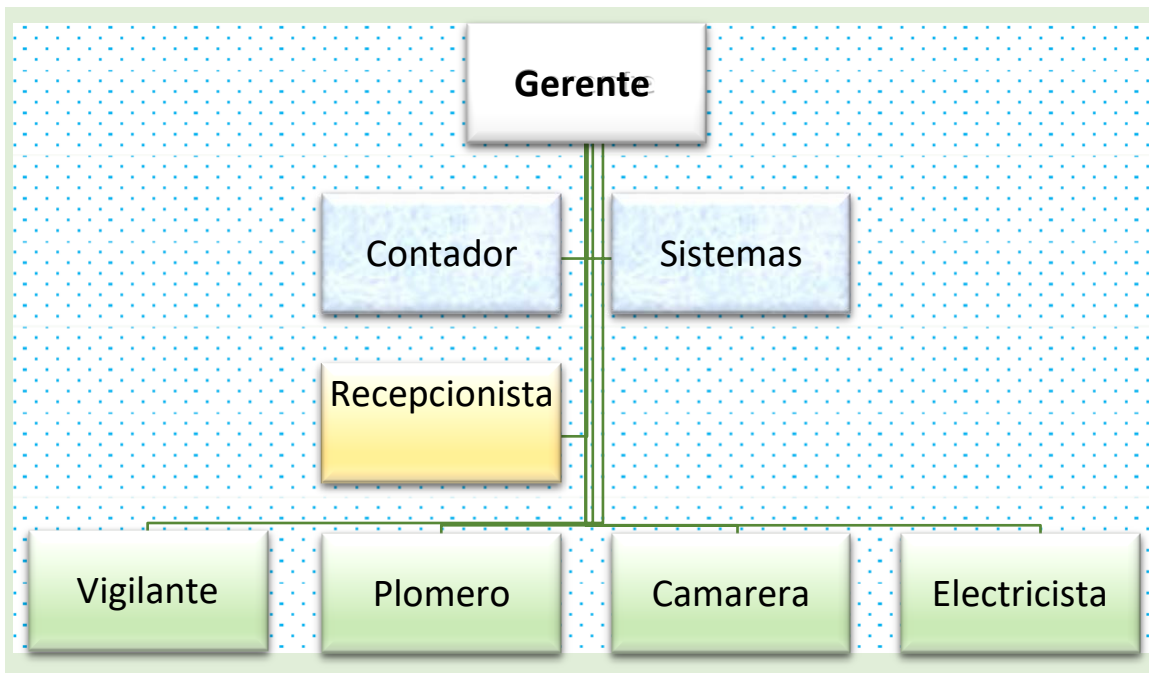 Gerente
Contador
Sistemas
Recepcionista
Vigilante
Plomero
Camarera
Electricista